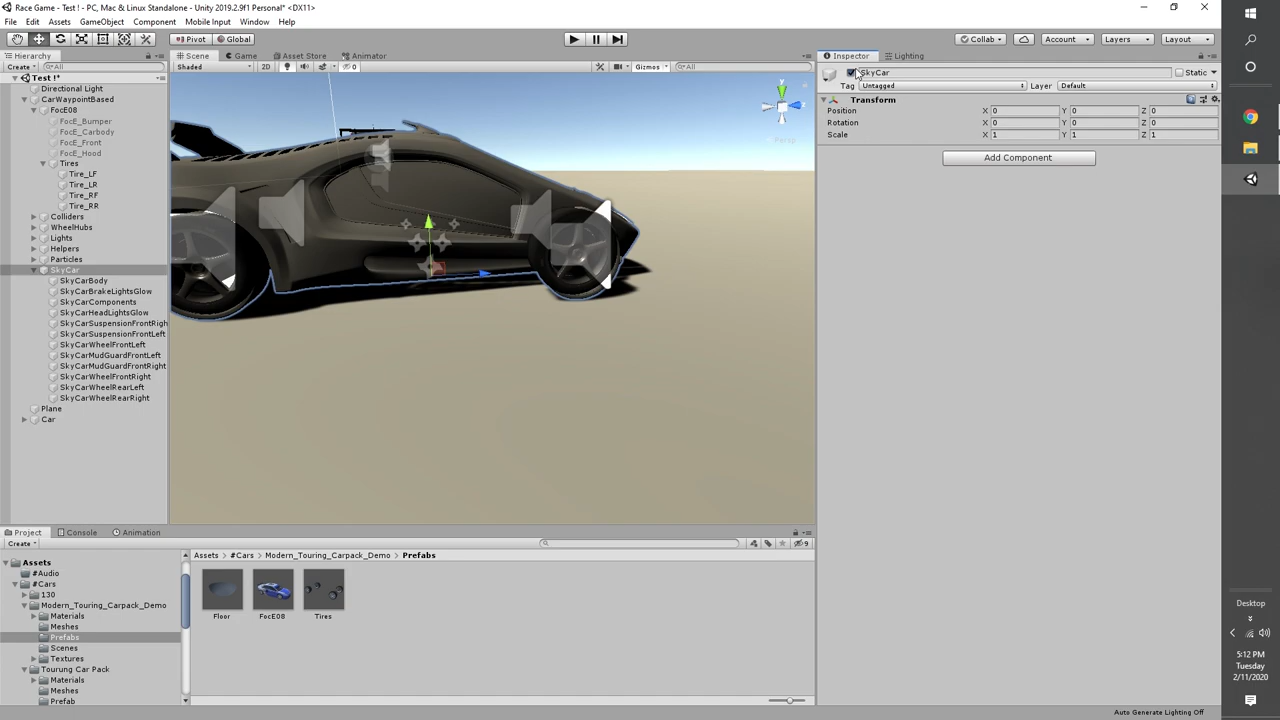 Race Game - Test ! - PC, Mac & Linux Standalone - Unity 2019.2.9f1 Personal* <DX11>
File Edit Assets GameObject Component Mobile Input Window Help
Pivot Global Collab Account Layers Layout
Hierarchy Scene Game Asset Store Animator Inspector Lighting
Create All Shaded 2D 0 Gizmos All
SkyCar Static
Tag Untagged Layer Default
Transform
Position X 0 Y 0 Z 0
Rotation X 0 Y 0 Z 0
Scale X 1 Y 1 Z 1
Add Component
Test !*
Directional Light
CarWaypointBased
FocE08
FocE_Bumper
FocE_Carbody
FocE_Front
FocE_Hood
Tires
Tire_LF
Tire_LR
Tire_RF
Tire_RR
Colliders
WheelHubs
Lights
Helpers
Particles
SkyCar
SkyCarBody
SkyCarBrakeLightsGlow
SkyCarComponents
SkyCarHeadLightsGlow
SkyCarSuspensionFrontRigh
SkyCarSuspensionFrontLeft
SkyCarWheelFrontLeft
SkyCarMudGuardFrontLeft
SkyCarMudGuardFrontRight
SkyCarWheelFrontRight
SkyCarWheelRearLeft
SkyCarWheelRearRight
Plane
Car
y
z
Persp
Project Console Animation
Create 9
Assets
#Audio
#Cars
130
Modern_Touring_Carpack_Demo
Materials
Meshes
Prefabs
Scenes
Textures
Tourung Car Pack
Materials
Meshes
Prefab
Assets #Cars Modern_Touring_Carpack_Demo Prefabs
Floor FocE08 Tires
Auto Generate Lighting Off
Desktop
5:12 PM
Tuesday
2/11/2020